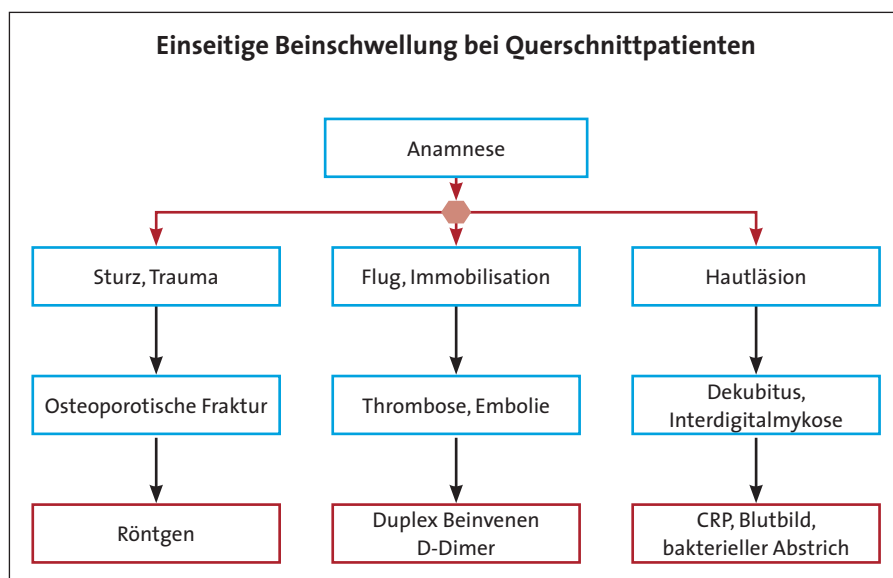 Einseitige Beinschwellung bei Querschnittpatienten
Anamnese
Sturz, Trauma
Flug, Immobilisation
Hautläsion
Osteoporotische Fraktur
Thrombose, Embolie
Dekubitus,
Interdigitalmykose
Röntgen
Duplex Beinvenen
D-Dimer
CRP, Blutbild,
bakterieller Abstrich